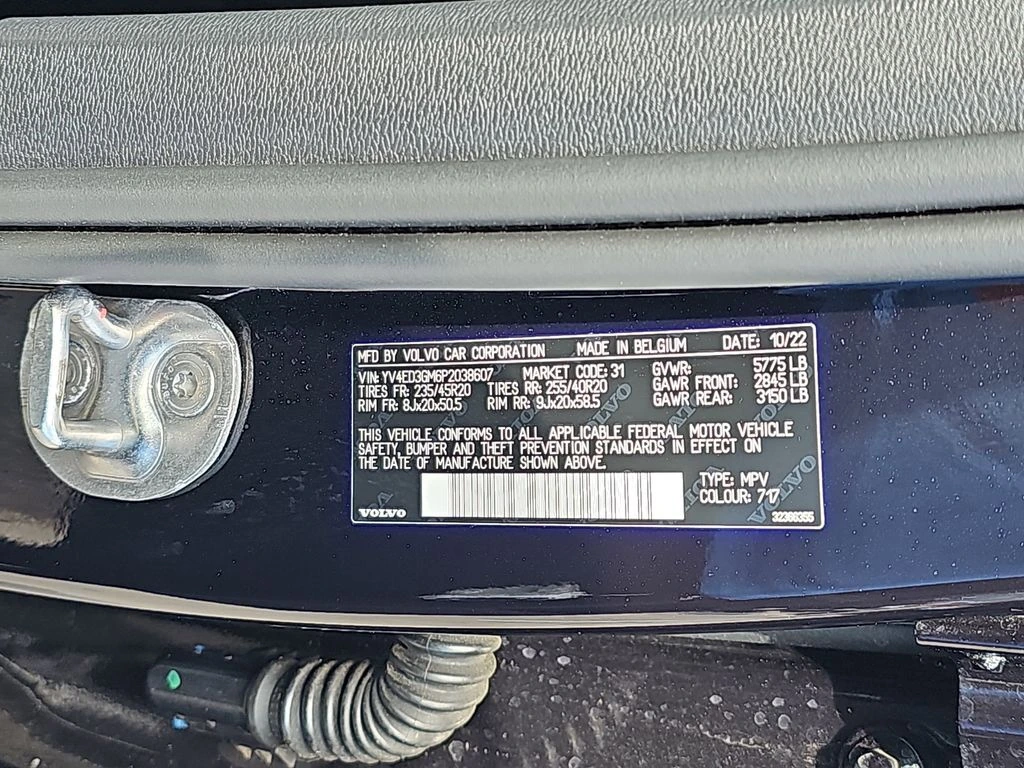 MFD BY VOLVO CAR CORPORATION MADE IN BELGIUM DATE: 10/22
VIN: YV4ED3GM6P2038607 MARKET CODE: 31 GVWR: 5775 LB
TIRES FR: 235/45R20 TIRES RR: 255/40R20 GAWR FRONT: 2845 LB
RIM FR: 8Jx20x50.5 RIM RR: 9Jx20x58.5 GAWR REAR: 3150 LB
THIS VEHICLE CONFORMS TO ALL APPLICABLE FEDERAL MOTOR VEHICLE
SAFETY, BUMPER AND THEFT PREVENTION STANDARDS IN EFFECT ON
THE DATE OF MANUFACTURE SHOWN ABOVE.
TYPE: MPV
COLOUR: 717
VOLVO
32366355
VOLVO
VOLVO